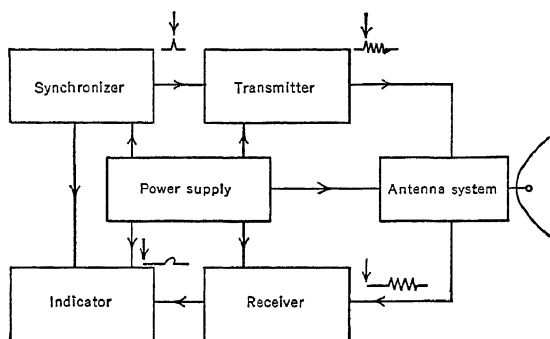 Synchronizer
Transmitter
Power supply
Antenna system
Indicator
Receiver